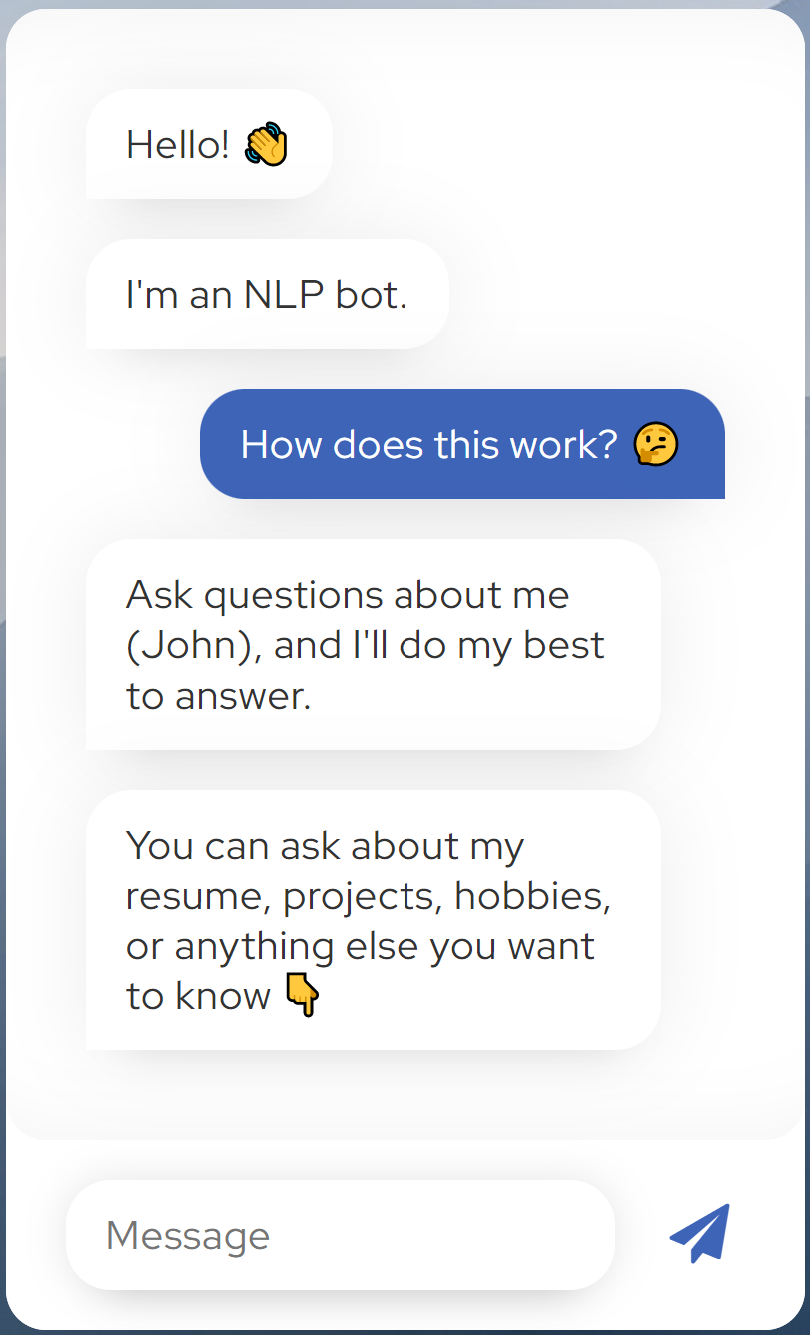 Hello! 👋
I'm an NLP bot.
How does this work? 🤔
Ask questions about me
(John), and I'll do my best
to answer.
You can ask about my
resume, projects, hobbies,
or anything else you want
to know 👇
Message